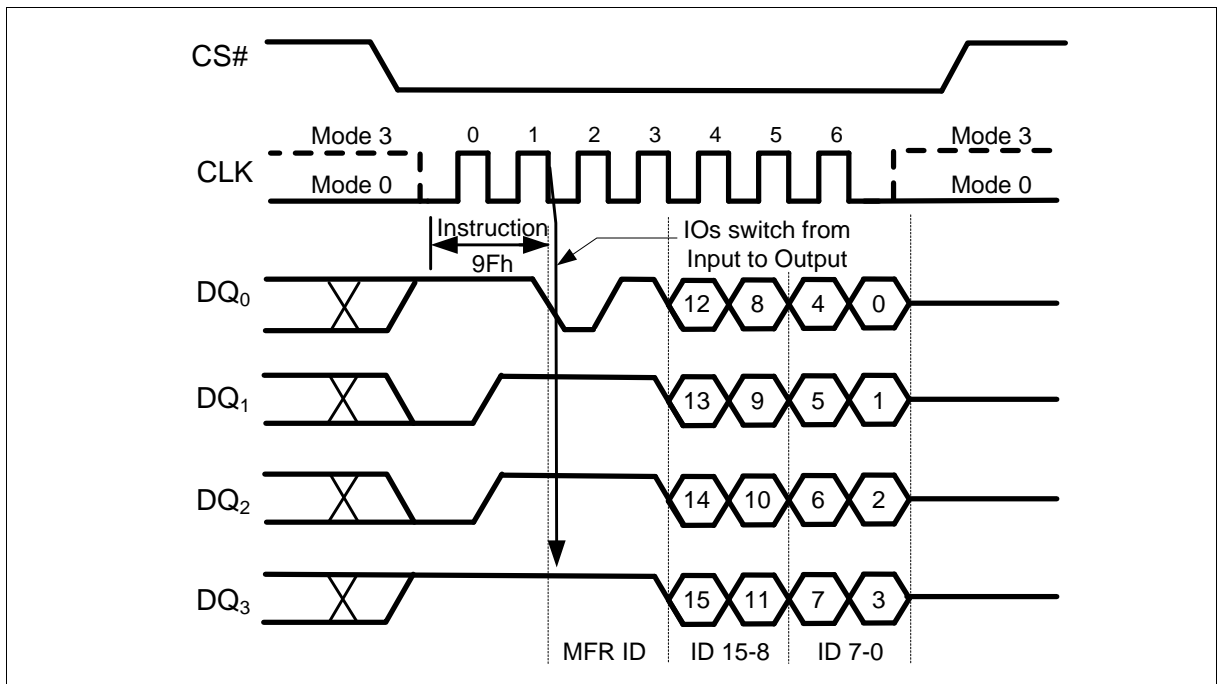 CS#
Mode 3 0 1 2 3 4 5 6 Mode 3
CLK
Mode 0 Mode 0
Instruction IOs switch from
9Fh Input to Output
DQ0 12 8 4 0
DQ1 13 9 5 1
DQ2 14 10 6 2
DQ3 15 11 7 3
MFR ID ID 15-8 ID 7-0